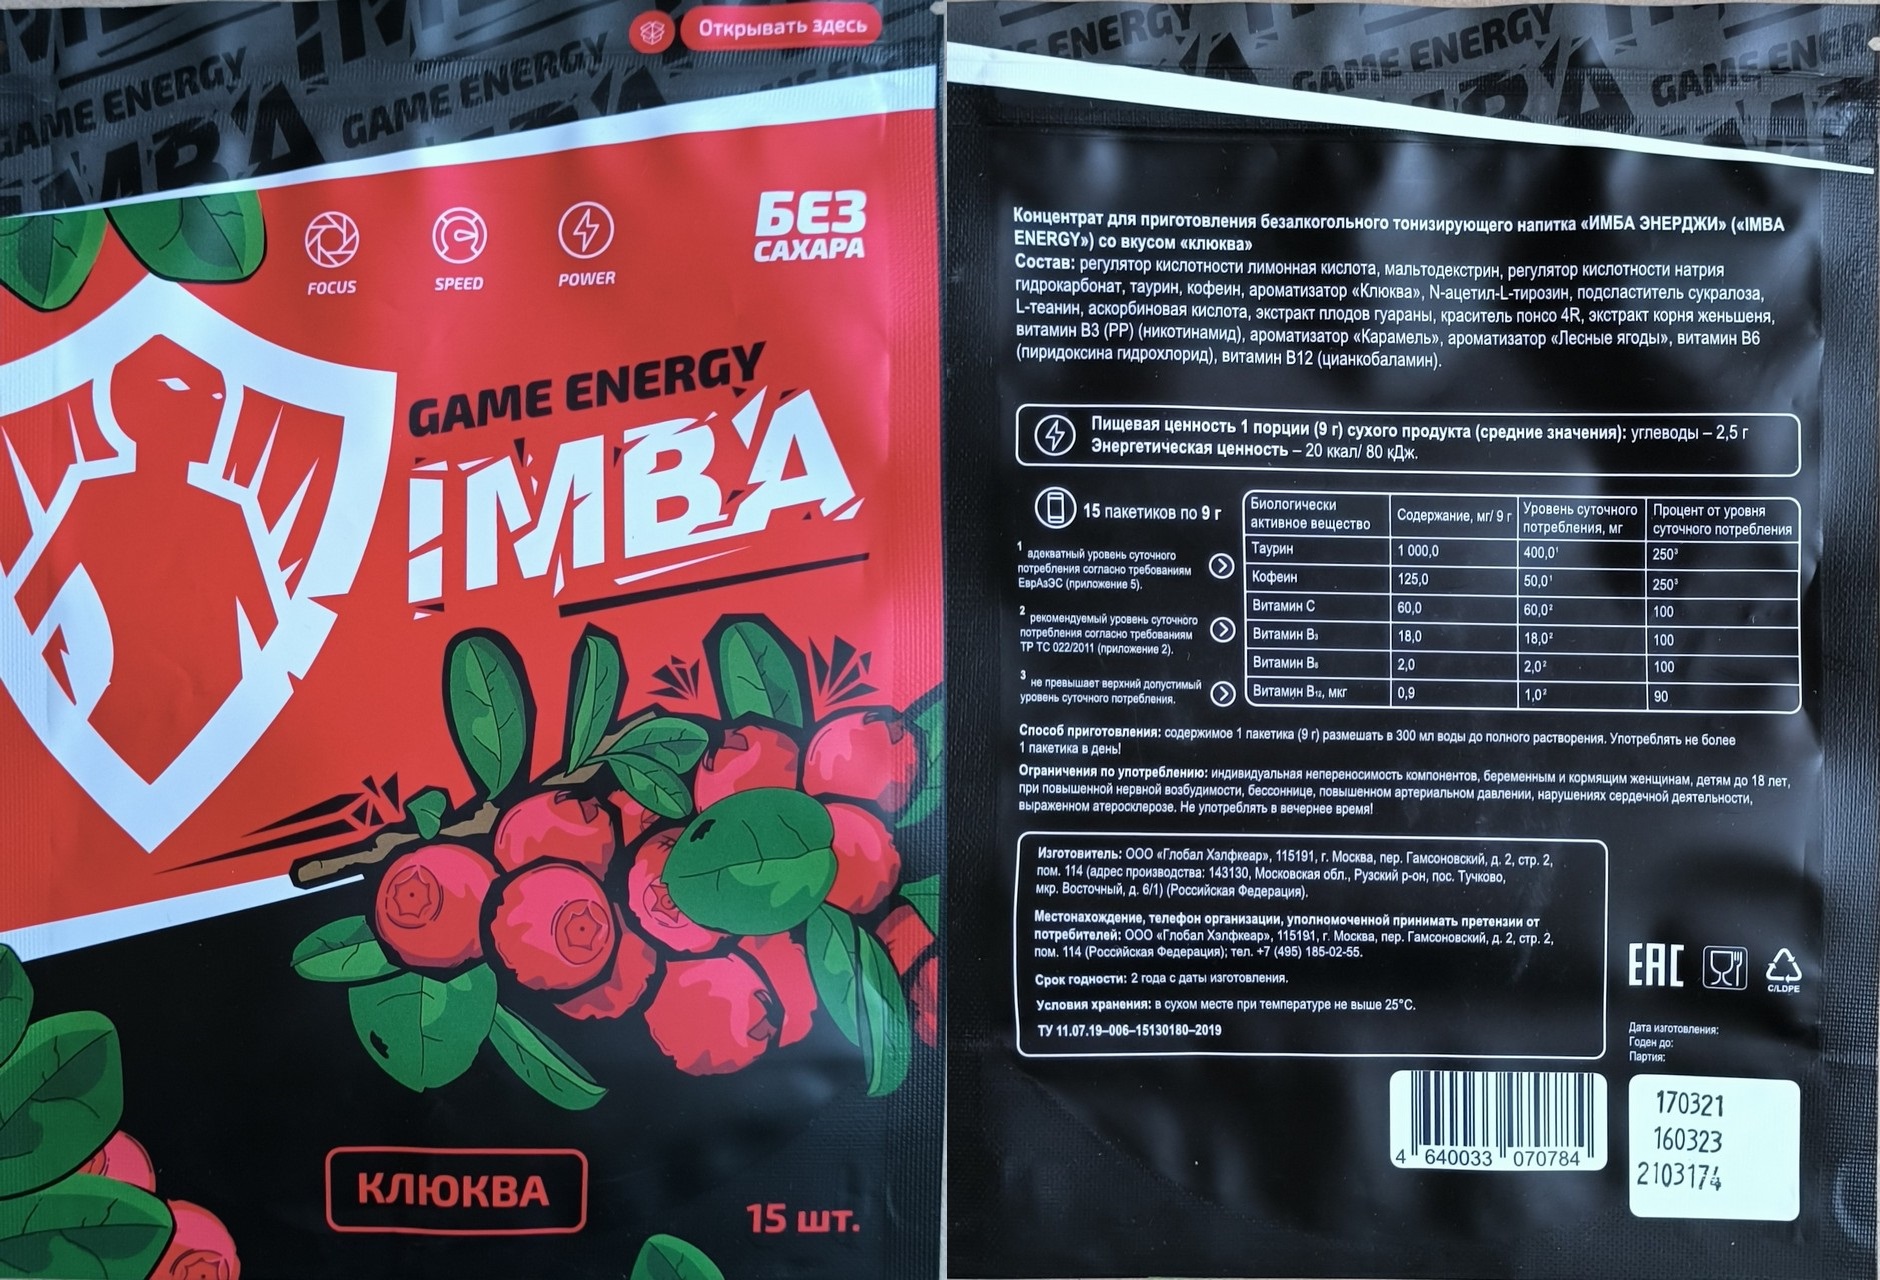 Открывать здесь
GAME ENERGY
GAME ENERGY
IMBA
БЕЗ
САХАРА
FOCUS
SPEED
POWER
GAME ENERGY
IMBA
КЛЮКВА
15 шт.
GAME ENERGY
GAME ENERGY
Концентрат для приготовления безалкогольного тонизирующего напитка «ИМБА ЭНЕРДЖИ» («IMBA
ENERGY») со вкусом «клюква»
Состав: регулятор кислотности лимонная кислота, мальтодекстрин, регулятор кислотности натрия
гидрокарбонат, таурин, кофеин, ароматизатор «Клюква», N-ацетил-L-тирозин, подсластитель сукралоза,
L-теанин, аскорбиновая кислота, экстракт плодов гуараны, краситель понсо 4R, экстракт корня женьшеня,
витамин B3 (PP) (никотинамид), ароматизатор «Карамель», ароматизатор «Лесные ягоды», витамин B6
(пиридоксина гидрохлорид), витамин B12 (цианкобаламин).
Пищевая ценность 1 порции (9 г) сухого продукта (средние значения): углеводы – 2,5 г
Энергетическая ценность – 20 ккал/ 80 кДж.
15 пакетиков по 9 г
¹ адекватный уровень суточного
потребления согласно требованиям
ЕврАзЭС (приложение 5).
² рекомендуемый уровень суточного
потребления согласно требованиям
ТР ТС 022/2011 (приложение 2).
³ не превышает верхний допустимый
уровень суточного потребления.
Биологически активное вещество Содержание, мг/ 9 г Уровень суточного потребления, мг Процент от уровня суточного потребления
Таурин 1 000,0 400,0¹ 250³
Кофеин 125,0 50,0¹ 250³
Витамин C 60,0 60,0² 100
Витамин B₃ 18,0 18,0² 100
Витамин B₆ 2,0 2,0² 100
Витамин B₁₂, мкг 0,9 1,0² 90
Способ приготовления: содержимое 1 пакетика (9 г) размешать в 300 мл воды до полного растворения. Употреблять не более
1 пакетика в день!
Ограничения по употреблению: индивидуальная непереносимость компонентов, беременным и кормящим женщинам, детям до 18 лет,
при повышенной нервной возбудимости, бессоннице, повышенном артериальном давлении, нарушениях сердечной деятельности,
выраженном атеросклерозе. Не употреблять в вечернее время!
Изготовитель: ООО «Глобал Хэлфкеар», 115191, г. Москва, пер. Гамсоновский, д. 2, стр. 2,
пом. 114 (адрес производства: 143130, Московская обл., Рузский р-он, пос. Тучково,
мкр. Восточный, д. 6/1) (Российская Федерация).
Местонахождение, телефон организации, уполномоченной принимать претензии от
потребителей: ООО «Глобал Хэлфкеар», 115191, г. Москва, пер. Гамсоновский, д. 2, стр. 2,
пом. 114 (Российская Федерация); тел. +7 (495) 185-02-55.
Срок годности: 2 года с даты изготовления.
Условия хранения: в сухом месте при температуре не выше 25°C.
ТУ 11.07.19–006–15130180–2019
EAC
C/LDPE
Дата изготовления:
Годен до:
Партия:
170321
160323
2103174
4 640033 070784